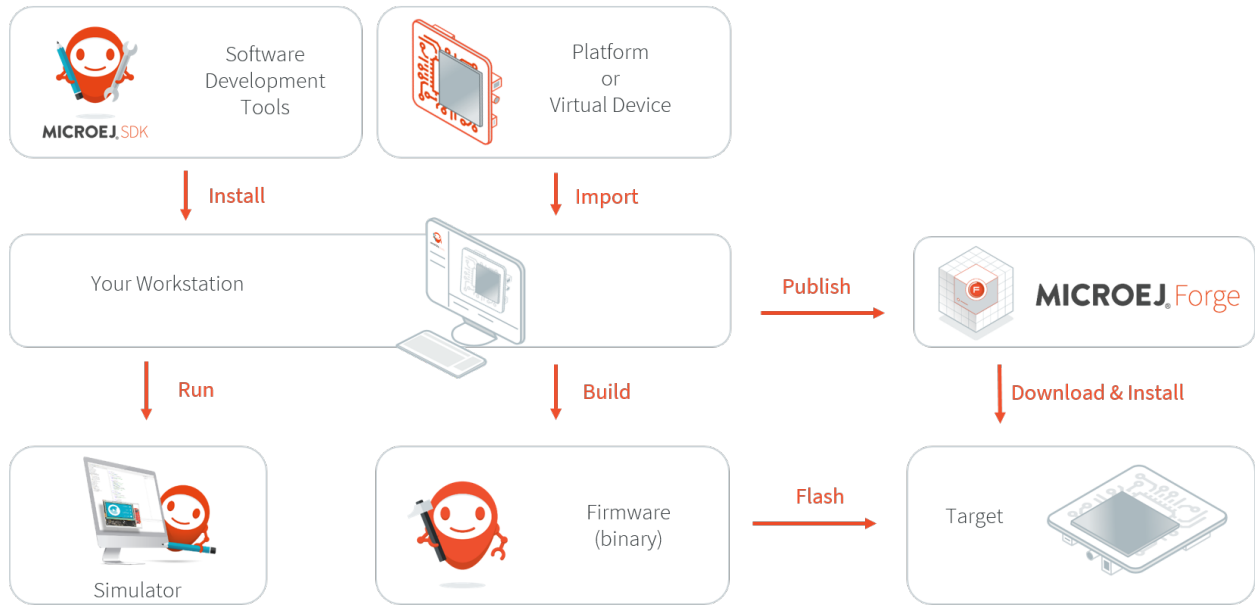 Software
Development
Tools
MICROEJ® SDK
Platform
or
Virtual Device
Install
Import
Your Workstation
Publish
MICROEJ® Forge
Run
Build
Download & Install
Simulator
Firmware
(binary)
Flash
Target